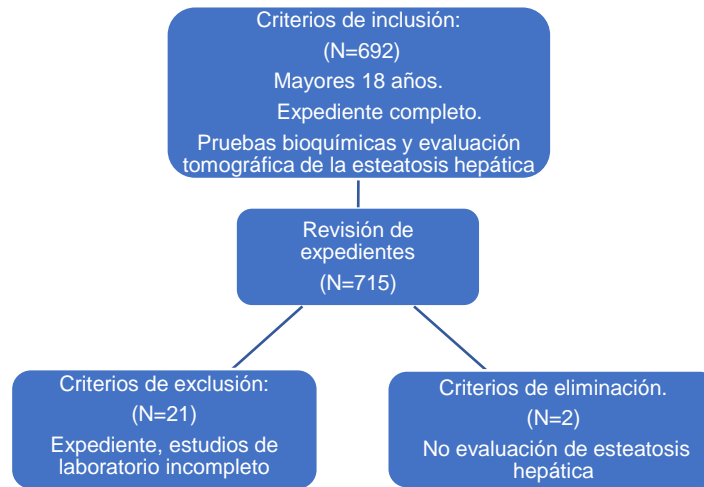 Criterios de inclusión:
(N=692)
Mayores 18 años.
Expediente completo.
Pruebas bioquímicas y evaluación
tomográfica de la esteatosis hepática
Revisión de
expedientes
(N=715)
Criterios de exclusión:
(N=21)
Expediente, estudios de
laboratorio incompleto
Criterios de eliminación.
(N=2)
No evaluación de esteatosis
hepática